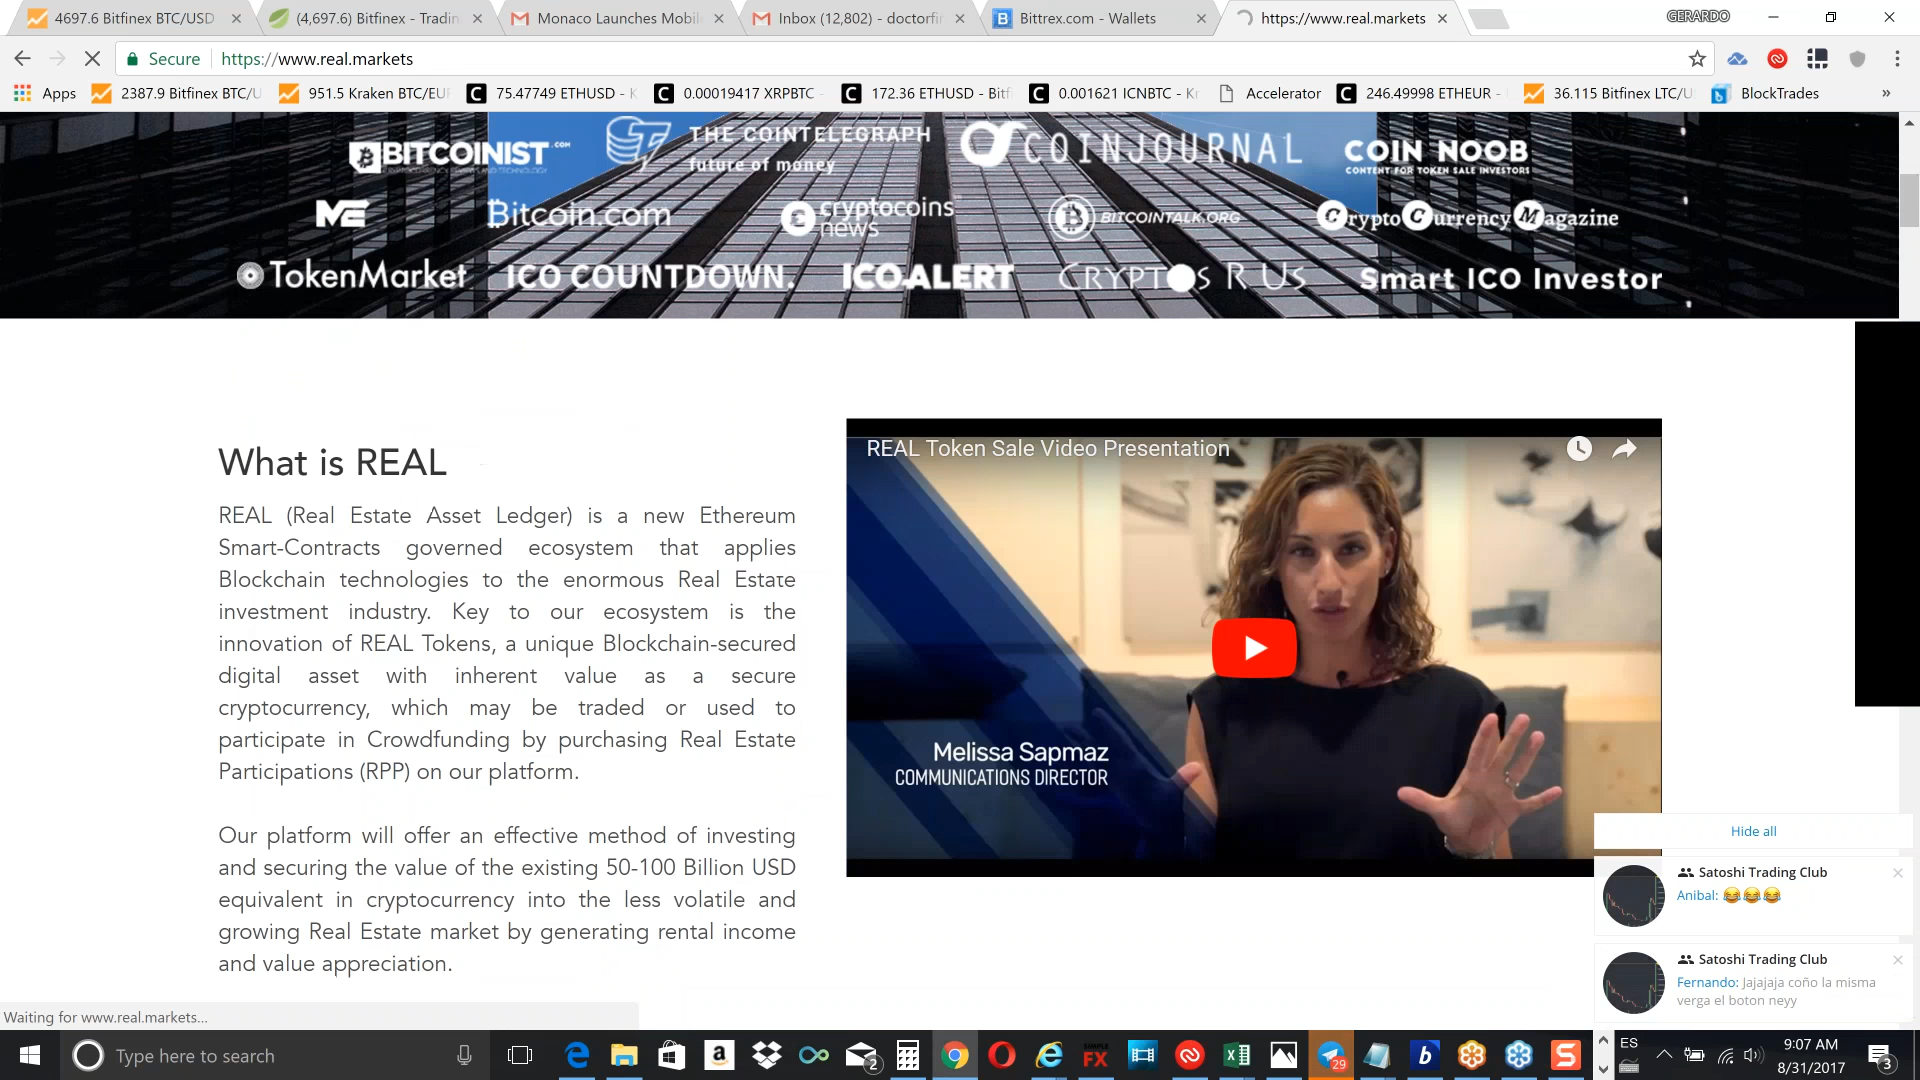 4697.6 Bitfinex BTC/USD
(4,697.6) Bitfinex - Tradin
Monaco Launches Mobil
Inbox (12,802) - doctorfi
Bittrex.com - Wallets
https://www.real.markets
GERARDO
Secure
https://www.real.markets
Apps
2387.9 Bitfinex BTC/U
951.5 Kraken BTC/EUR
75.47749 ETHUSD - K
0.00019417 XRPBTC -
172.36 ETHUSD - Bitf
0.001621 ICNBTC - Kr
Accelerator
246.49998 ETHEUR -
36.115 Bitfinex LTC/U
BlockTrades
»
BITCOINIST .COM
THE COINTELEGRAPH
future of money
COINJOURNAL
COIN NOOB
CONTENT FOR TOKEN SALE INVESTORS
ME
Bitcoin.com
cryptocoins
news
BITCOINTALK.ORG
Crypto Currency Magazine
TokenMarket
ICO COUNTDOWN.
ICO ALERT
CRYPTOS R US
Smart ICO Investor
What is REAL
REAL (Real Estate Asset Ledger) is a new Ethereum
Smart-Contracts governed ecosystem that applies
Blockchain technologies to the enormous Real Estate
investment industry. Key to our ecosystem is the
innovation of REAL Tokens, a unique Blockchain-secured
digital asset with inherent value as a secure
cryptocurrency, which may be traded or used to
participate in Crowdfunding by purchasing Real Estate
Participations (RPP) on our platform.
Our platform will offer an effective method of investing
and securing the value of the existing 50-100 Billion USD
equivalent in cryptocurrency into the less volatile and
growing Real Estate market by generating rental income
and value appreciation.
REAL Token Sale Video Presentation
Melissa Sapmaz
COMMUNICATIONS DIRECTOR
Hide all
Satoshi Trading Club
Anibal: 😂😂😂
Satoshi Trading Club
Fernando: Jajajaja coño la misma
verga el boton neyy
Waiting for www.real.markets...
Type here to search
2
SIMPLE
FX
29
ES
9:07 AM
8/31/2017
3